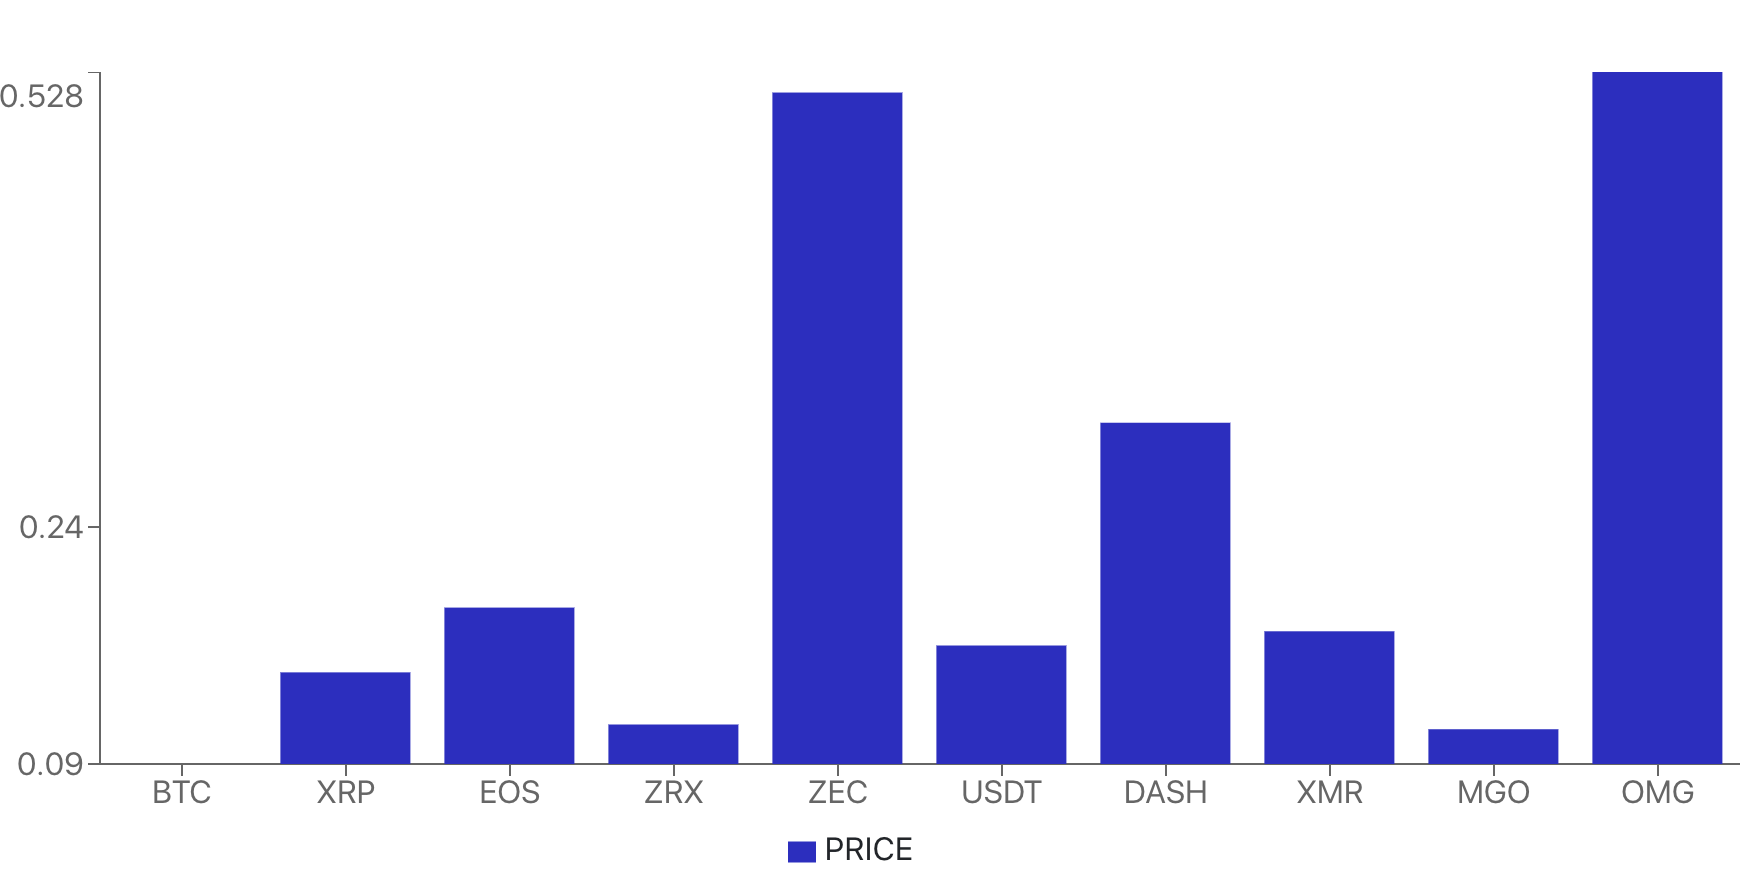 0.528
0.24
0.09
BTC XRP EOS ZRX ZEC USDT DASH XMR MGO OMG
PRICE